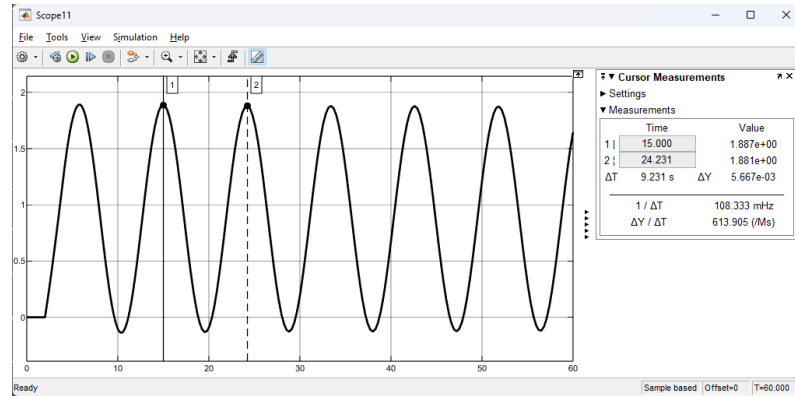 Scope11
File Tools View Simulation Help
1 2
2
1.5
1
0.5
0
0 10 20 30 40 50 60
Cursor Measurements
Settings
Measurements
Time Value
1 | 15.000 1.887e+00
2 ¦ 24.231 1.881e+00
ΔT 9.231 s ΔY 5.667e-03
1 / ΔT 108.333 mHz
ΔY / ΔT 613.905 (/Ms)
Ready Sample based Offset=0 T=60.000